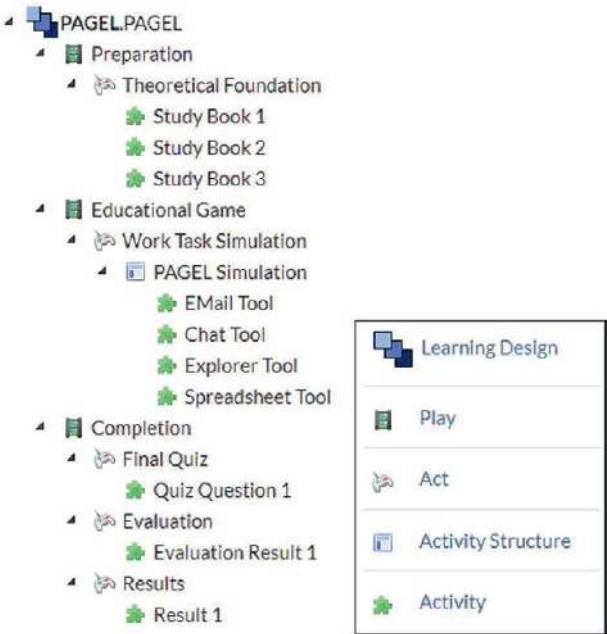 PAGEL.PAGEL
Preparation
Theoretical Foundation
Study Book 1
Study Book 2
Study Book 3
Educational Game
Work Task Simulation
PAGEL Simulation
EMail Tool
Chat Tool
Explorer Tool
Spreadsheet Tool
Completion
Final Quiz
Quiz Question 1
Evaluation
Evaluation Result 1
Results
Result 1
Learning Design
Play
Act
Activity Structure
Activity